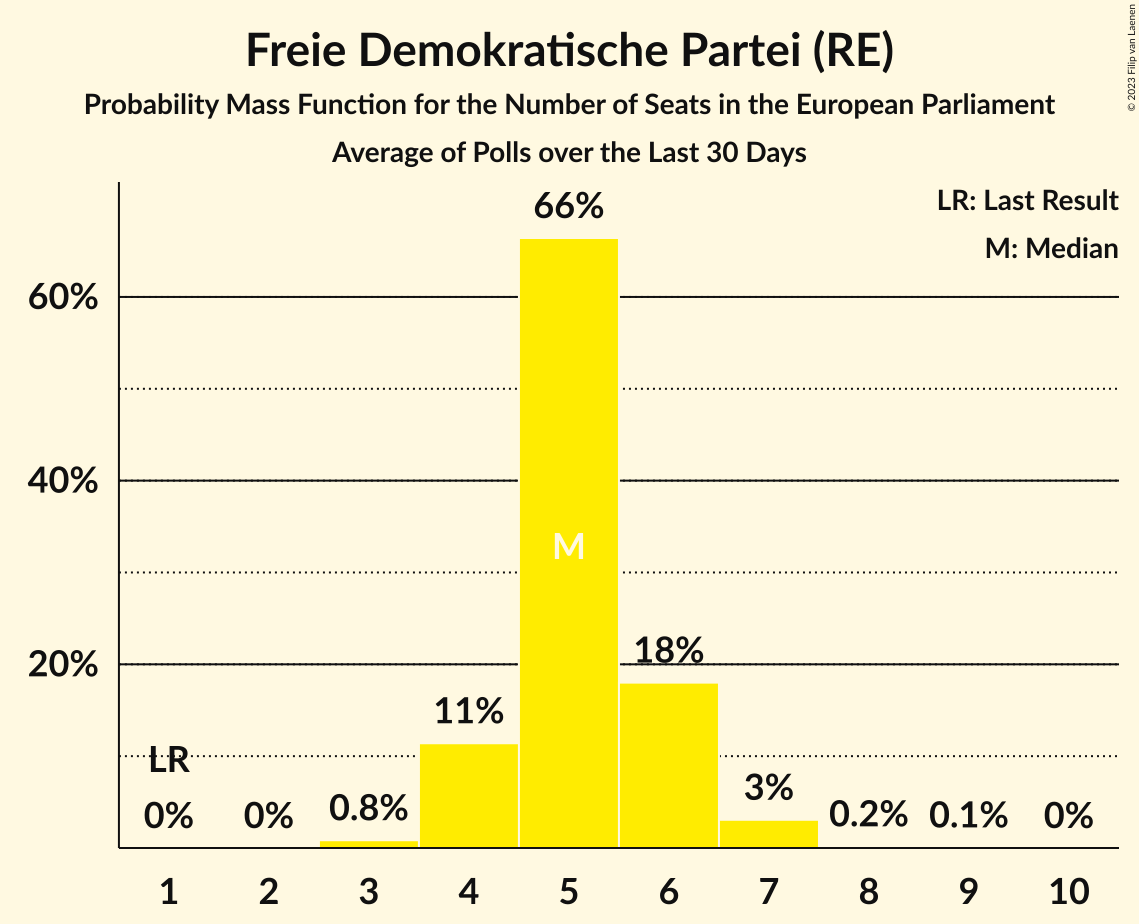 Freie Demokratische Partei (RE)
Probability Mass Function for the Number of Seats in the European Parliament
Average of Polls over the Last 30 Days
© 2023 Filip van Laenen
LR: Last Result
M: Median
66%
60%
40%
M
18%
20%
11%
LR
0%
0%
0.8%
3%
0.2%
0.1%
0%
1 2 3 4 5 6 7 8 9 10